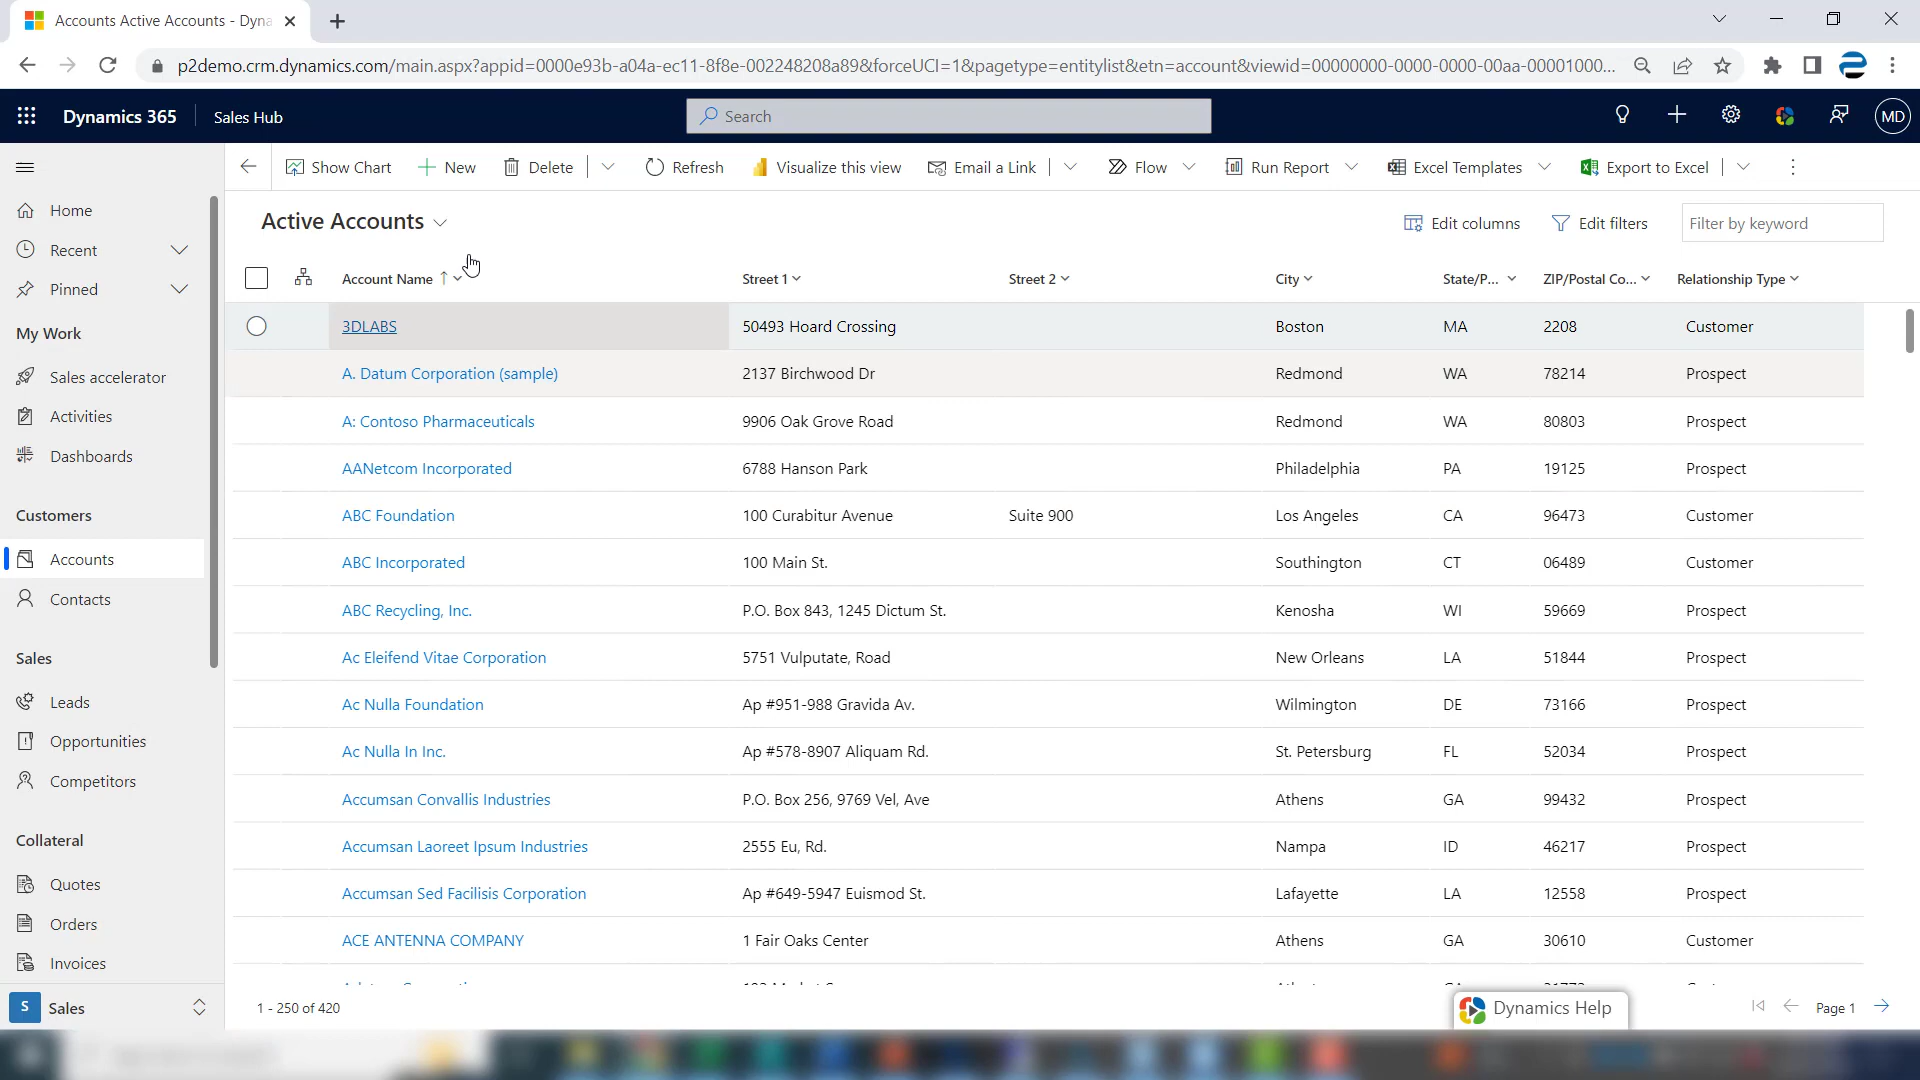 Accounts Active Accounts - Dyna
p2demo.crm.dynamics.com/main.aspx?appid=0000e93b-a04a-ec11-8f8e-002248208a89&forceUCI=1&pagetype=entitylist&etn=account&viewid=00000000-0000-0000-00aa-00001000...
Dynamics 365 Sales Hub Search MD
Show Chart New Delete Refresh Visualize this view Email a Link Flow Run Report Excel Templates Export to Excel
Home
Recent
Pinned
My Work
Sales accelerator
Activities
Dashboards
Customers
Accounts
Contacts
Sales
Leads
Opportunities
Competitors
Collateral
Quotes
Orders
Invoices
S Sales
Active Accounts Edit columns Edit filters Filter by keyword
Account Name Street 1 Street 2 City State/P... ZIP/Postal Co... Relationship Type
3DLABS 50493 Hoard Crossing Boston MA 2208 Customer
A. Datum Corporation (sample) 2137 Birchwood Dr Redmond WA 78214 Prospect
A: Contoso Pharmaceuticals 9906 Oak Grove Road Redmond WA 80803 Prospect
AANetcom Incorporated 6788 Hanson Park Philadelphia PA 19125 Prospect
ABC Foundation 100 Curabitur Avenue Suite 900 Los Angeles CA 96473 Customer
ABC Incorporated 100 Main St. Southington CT 06489 Customer
ABC Recycling, Inc. P.O. Box 843, 1245 Dictum St. Kenosha WI 59669 Prospect
Ac Eleifend Vitae Corporation 5751 Vulputate, Road New Orleans LA 51844 Prospect
Ac Nulla Foundation Ap #951-988 Gravida Av. Wilmington DE 73166 Prospect
Ac Nulla In Inc. Ap #578-8907 Aliquam Rd. St. Petersburg FL 52034 Prospect
Accumsan Convallis Industries P.O. Box 256, 9769 Vel, Ave Athens GA 99432 Prospect
Accumsan Laoreet Ipsum Industries 2555 Eu, Rd. Nampa ID 46217 Prospect
Accumsan Sed Facilisis Corporation Ap #649-5947 Euismod St. Lafayette LA 12558 Prospect
ACE ANTENNA COMPANY 1 Fair Oaks Center Athens GA 30610 Customer
1 - 250 of 420 Dynamics Help Page 1